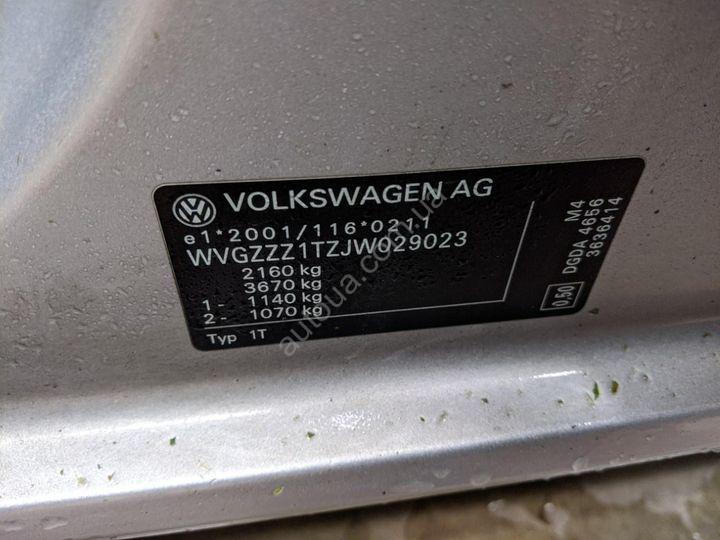 VOLKSWAGEN AG
e1*2001/116*0211
WVGZZZ1TZJW029023
2160 kg
3670 kg
1- 1140 kg
2- 1070 kg
Typ 1T
M4
DGDA 4656
3636414
0.50
autoua.com.ua